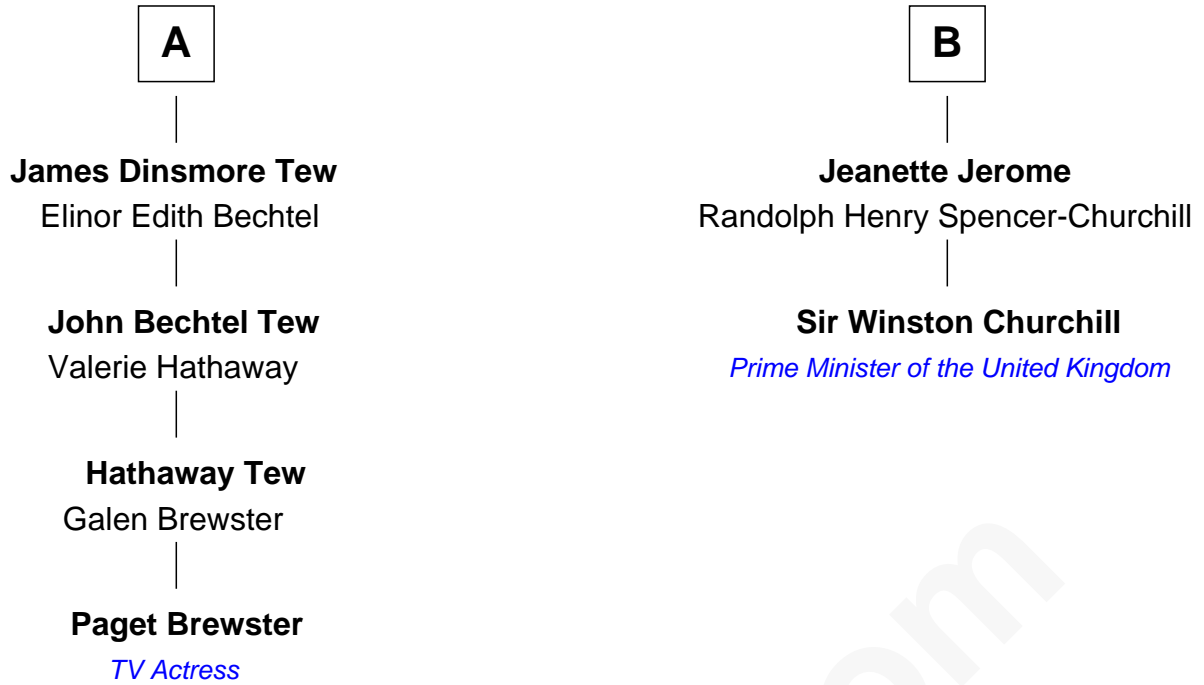 A
James Dinsmore Tew
Elinor Edith Bechtel
John Bechtel Tew
Valerie Hathaway
Hathaway Tew
Galen Brewster
Paget Brewster
TV Actress
B
Jeanette Jerome
Randolph Henry Spencer-Churchill
Sir Winston Churchill
Prime Minister of the United Kingdom
om